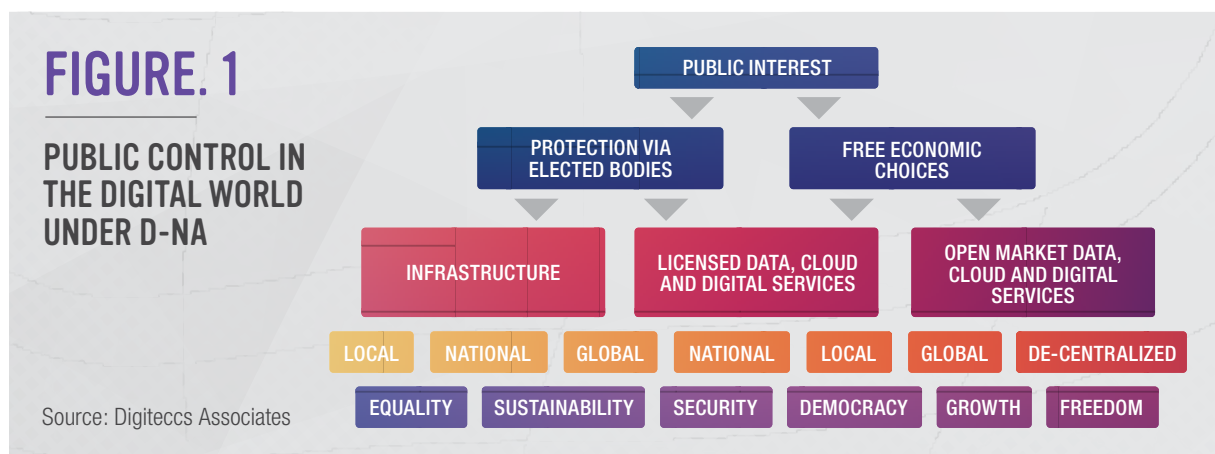 FIGURE. 1
PUBLIC CONTROL IN
THE DIGITAL WORLD
UNDER D-NA
Source: Digiteccs Associates
PUBLIC INTEREST
PROTECTION VIA
ELECTED BODIES
FREE ECONOMIC
CHOICES
INFRASTRUCTURE
LICENSED DATA, CLOUD
AND DIGITAL SERVICES
OPEN MARKET DATA,
CLOUD AND DIGITAL
SERVICES
LOCAL
NATIONAL
GLOBAL
NATIONAL
LOCAL
GLOBAL
DE-CENTRALIZED
EQUALITY
SUSTAINABILITY
SECURITY
DEMOCRACY
GROWTH
FREEDOM